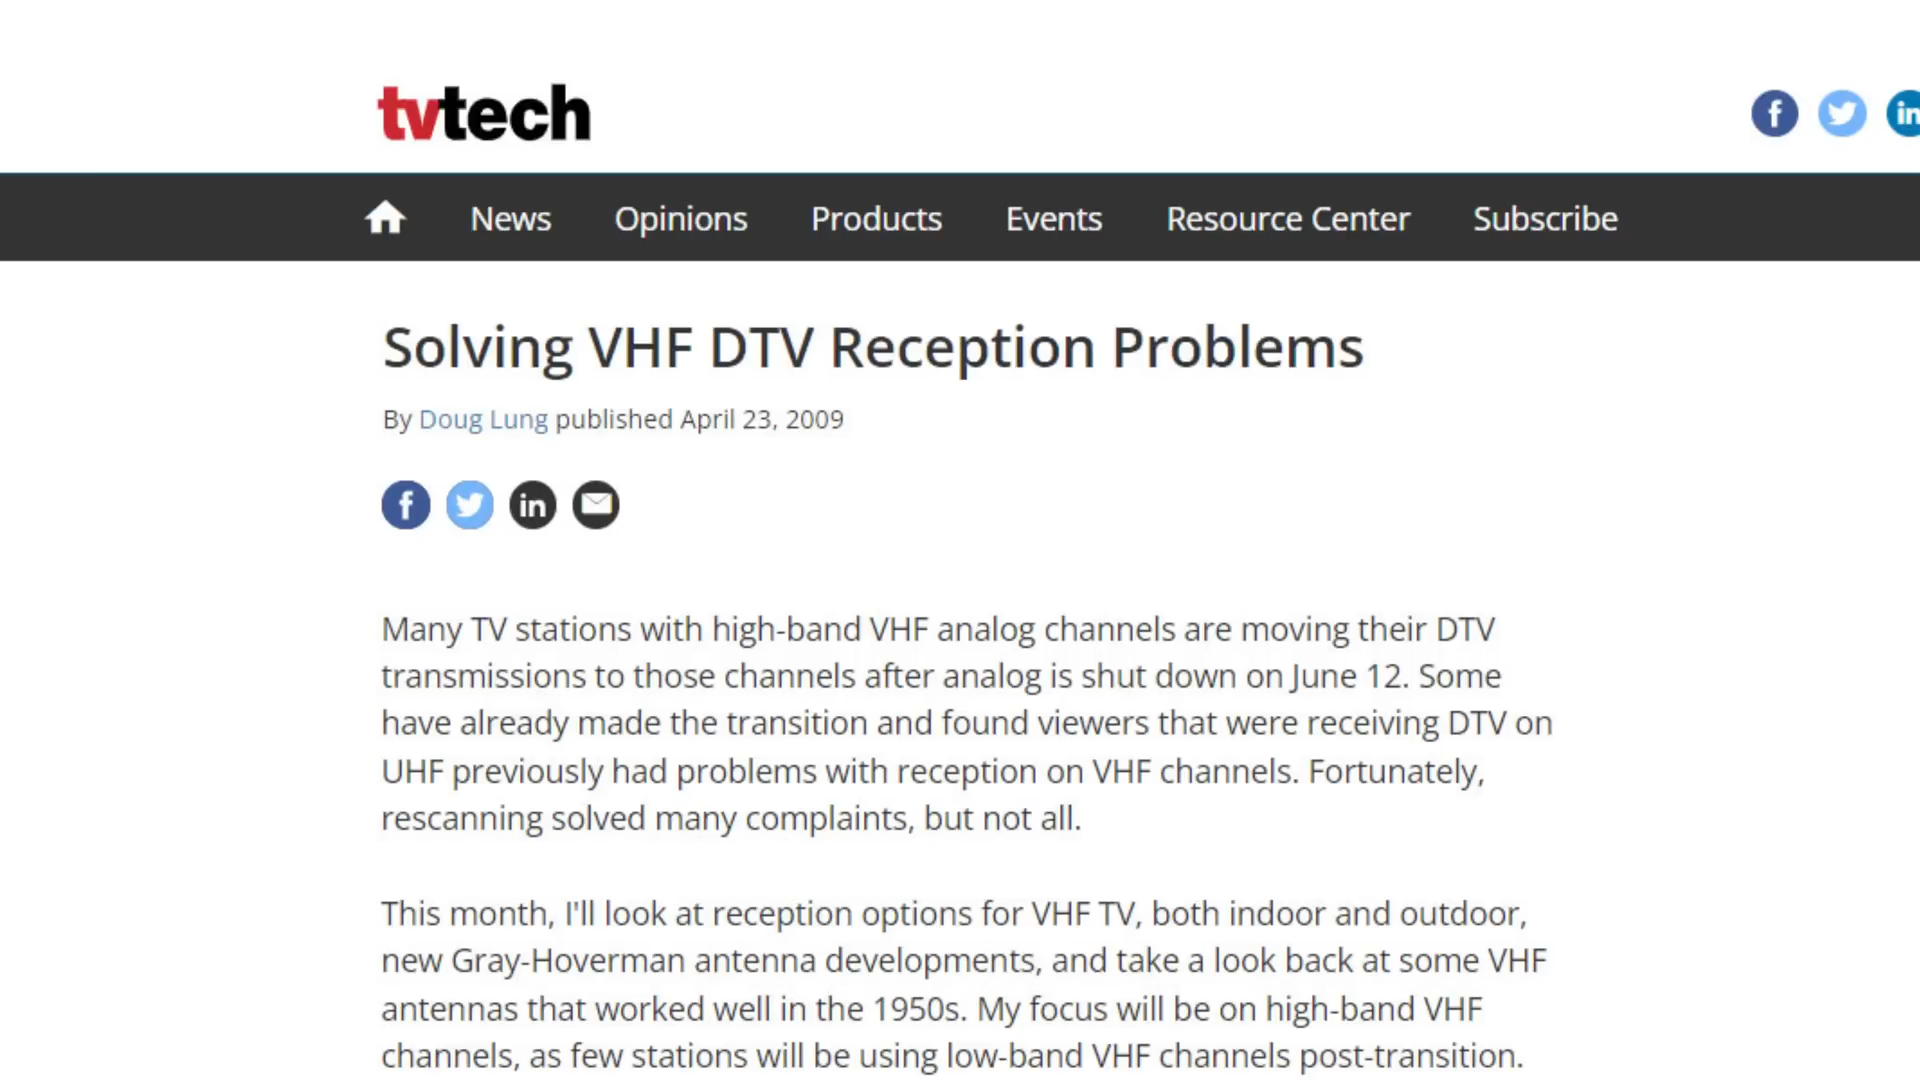 tvtech
News Opinions Products Events Resource Center Subscribe
Solving VHF DTV Reception Problems
By Doug Lung published April 23, 2009
Many TV stations with high-band VHF analog channels are moving their DTV
transmissions to those channels after analog is shut down on June 12. Some
have already made the transition and found viewers that were receiving DTV on
UHF previously had problems with reception on VHF channels. Fortunately,
rescanning solved many complaints, but not all.
This month, I'll look at reception options for VHF TV, both indoor and outdoor,
new Gray-Hoverman antenna developments, and take a look back at some VHF
antennas that worked well in the 1950s. My focus will be on high-band VHF
channels, as few stations will be using low-band VHF channels post-transition.